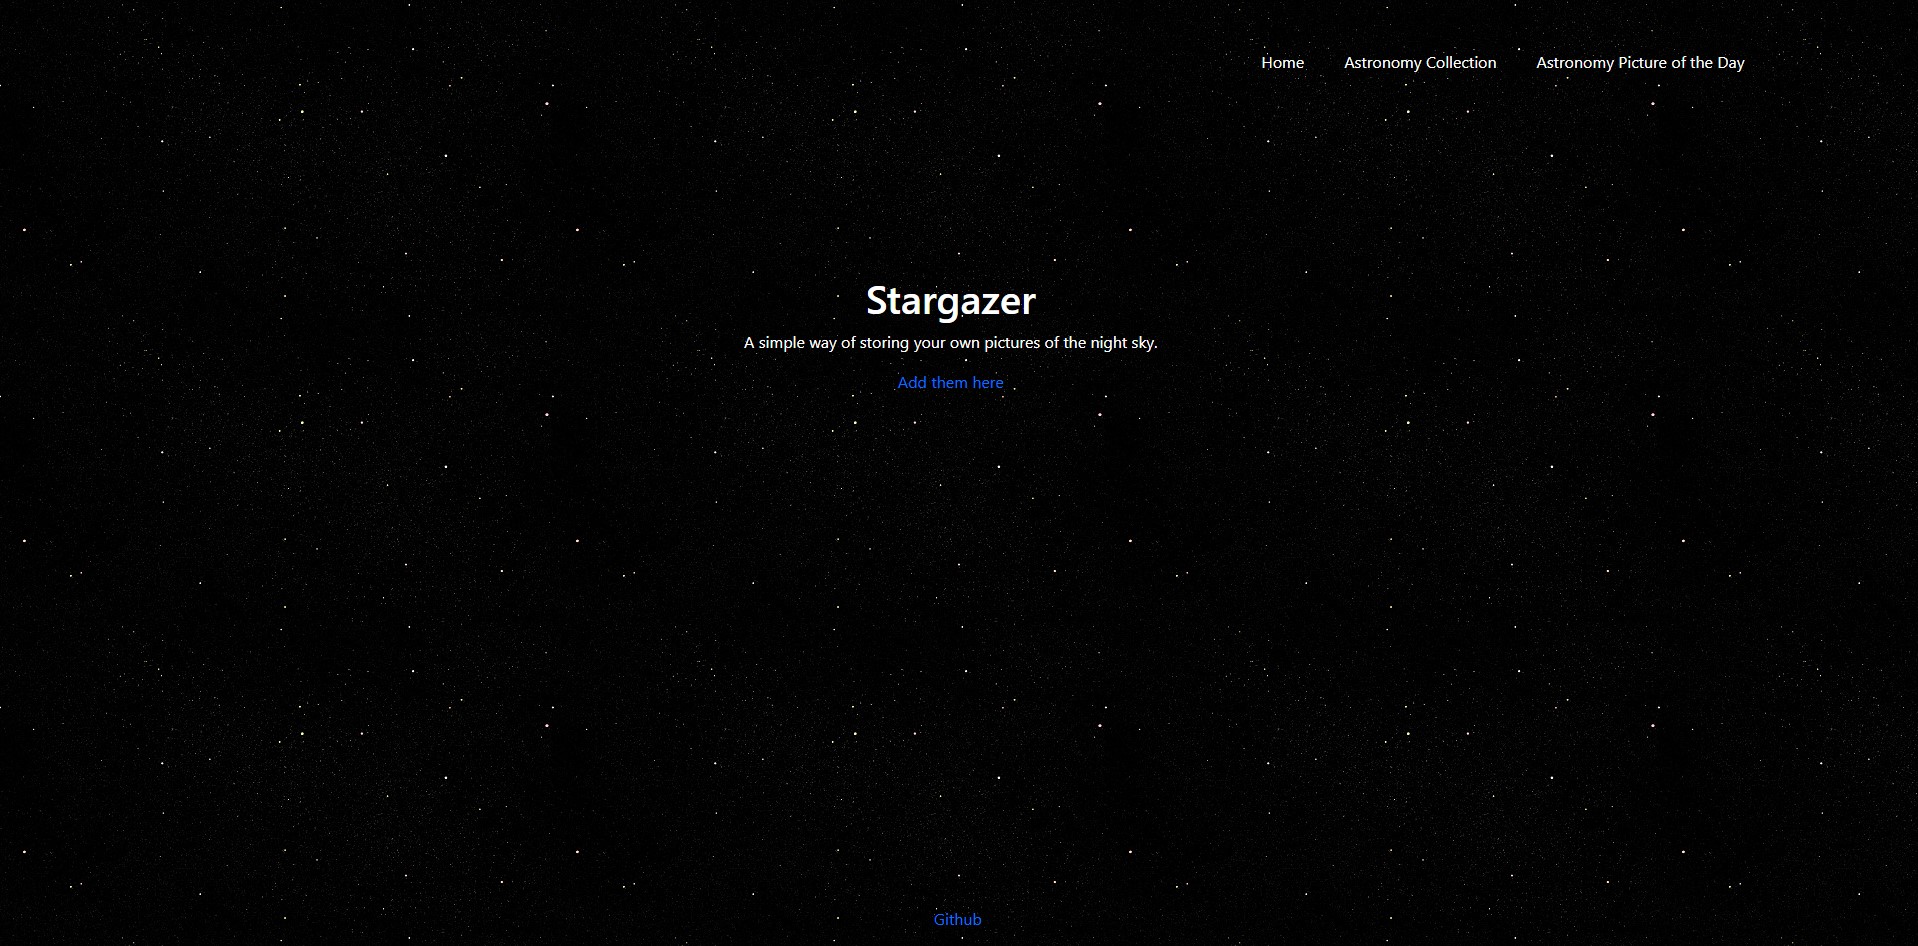 Home Astronomy Collection Astronomy Picture of the Day
Stargazer
A simple way of storing your own pictures of the night sky.
Add them here
Github